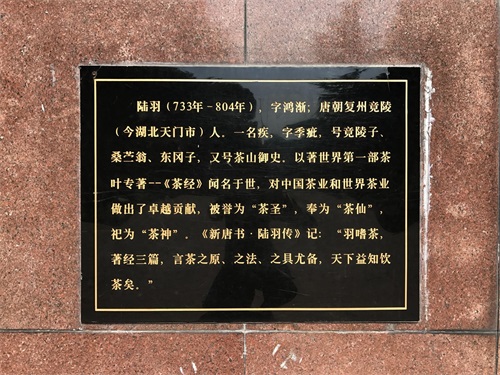 陆羽（733年-804年），字鸿渐；唐朝复州竟陵
（今湖北天门市）人，一名疾，字季疵，号竟陵子、
桑苎翁、东冈子，又号茶山御史。以著世界第一部茶
叶专著--《茶经》闻名于世，对中国茶业和世界茶业
做出了卓越贡献，被誉为“茶圣”，奉为“茶仙”，
祀为“茶神”。《新唐书·陆羽传》记：“羽嗜茶，
著经三篇，言茶之原、之法、之具尤备，天下益知饮
茶矣。”